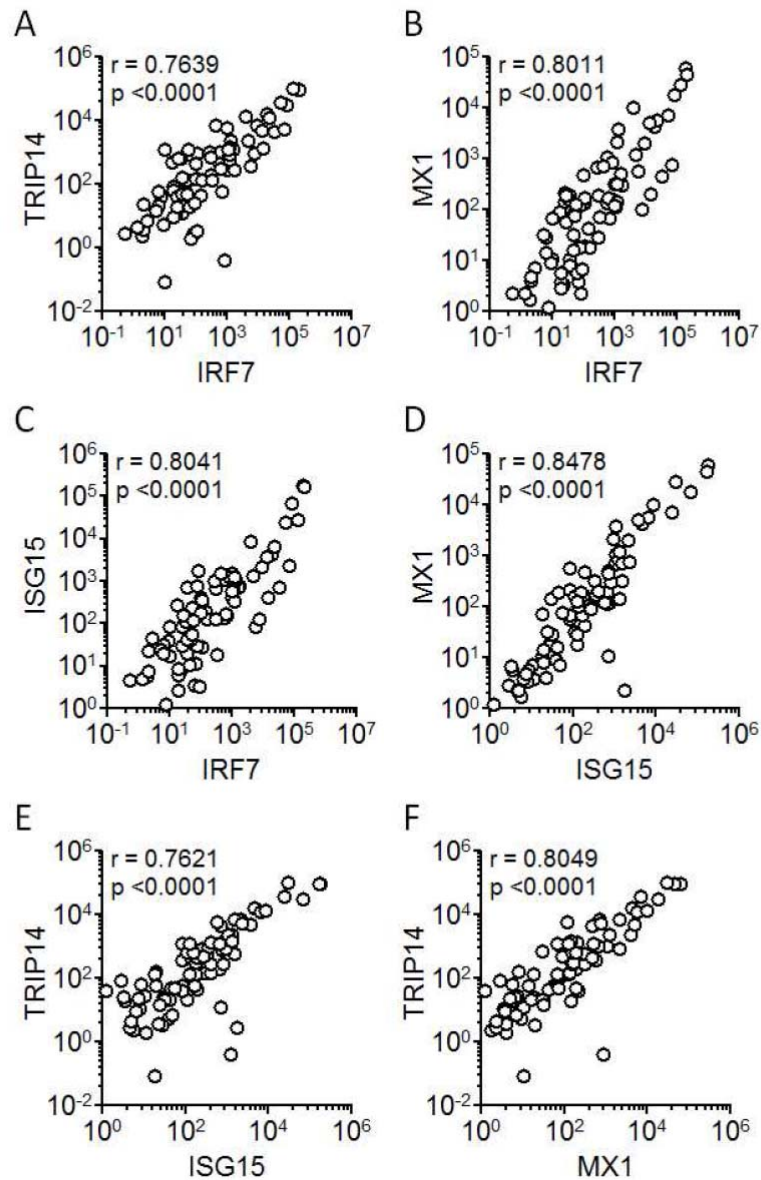 A
r = 0.7639
p <0.0001
TRIP14
10^6
10^4
10^2
10^0
10^-2
10^-1
10^1
10^3
10^5
10^7
IRF7
B
r = 0.8011
p <0.0001
MX1
10^5
10^4
10^3
10^2
10^1
10^0
10^-1
10^1
10^3
10^5
10^7
IRF7
C
r = 0.8041
p <0.0001
ISG15
10^6
10^5
10^4
10^3
10^2
10^1
10^0
10^-1
10^1
10^3
10^5
10^7
IRF7
D
r = 0.8478
p <0.0001
MX1
10^5
10^4
10^3
10^2
10^1
10^0
10^0
10^2
10^4
10^6
ISG15
E
r = 0.7621
p <0.0001
TRIP14
10^6
10^4
10^2
10^0
10^-2
10^0
10^2
10^4
10^6
ISG15
F
r = 0.8049
p <0.0001
TRIP14
10^6
10^4
10^2
10^0
10^-2
10^0
10^2
10^4
10^6
MX1